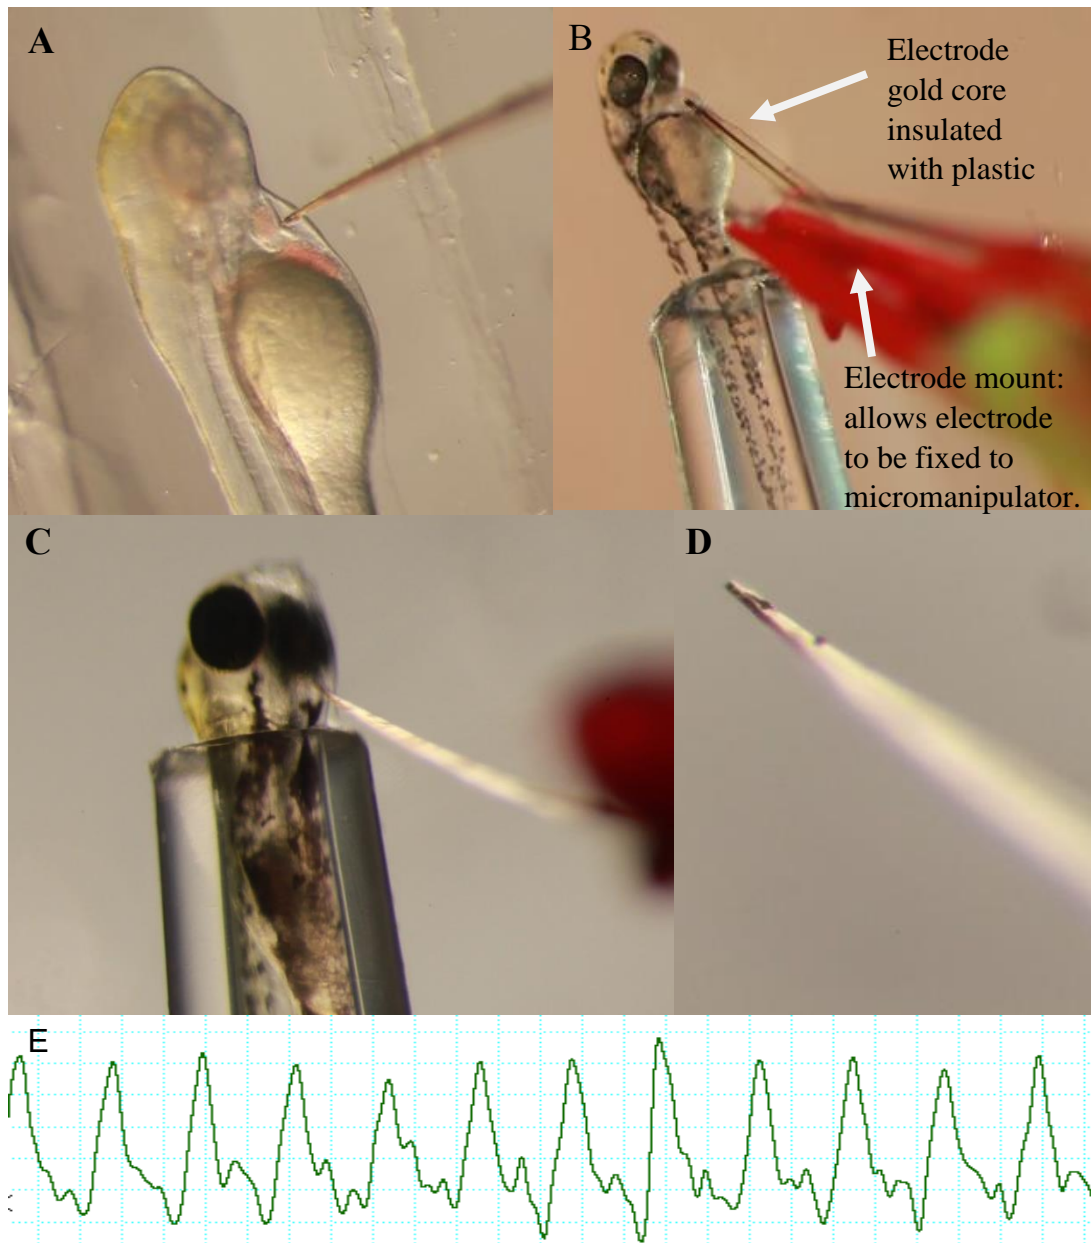 A
B
Electrode
gold core
insulated
with plastic
Electrode mount:
allows electrode
to be fixed to
micromanipulator.
C
D
E